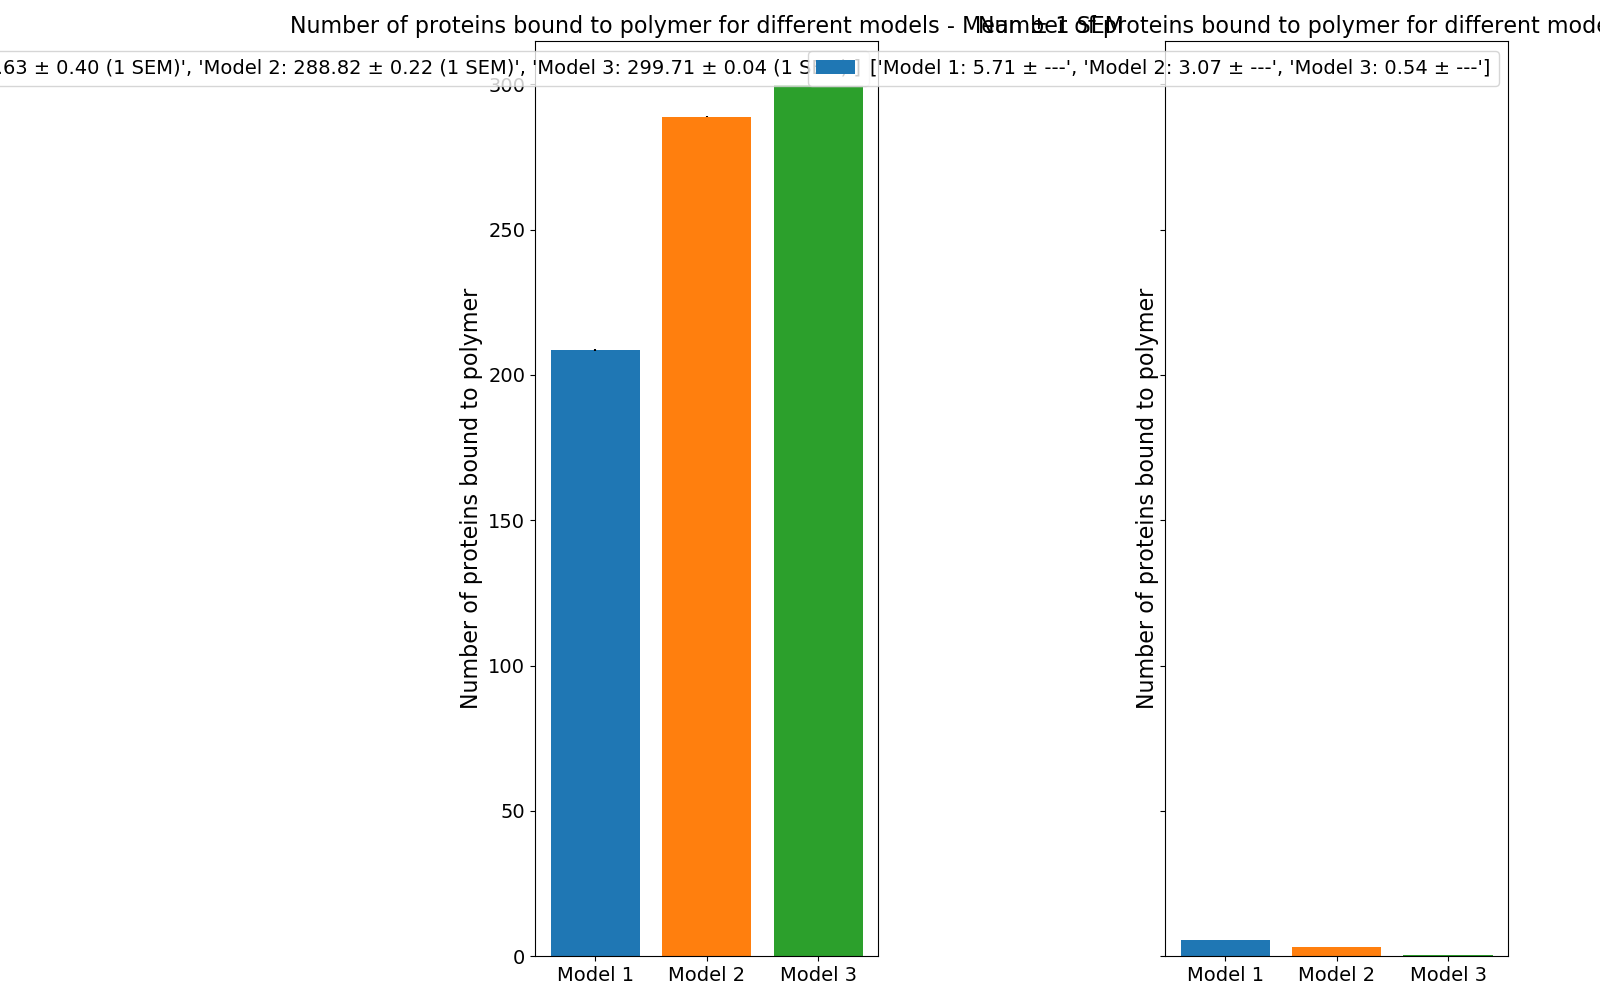 Number of proteins bound to polymer for different models - Mean ± 1 SEM
Number of proteins bound to polymer for different
.63 ± 0.40 (1 SEM)', 'Model 2: 288.82 ± 0.22 (1 SEM)', 'Model 3: 299.71 ± 0.04 (1
['Model 1: 5.71 ± ---', 'Model 2: 3.07 ± ---', 'Model 3: 0.54 ± ---']
Number of proteins bound to polymer
300
250
200
150
100
50
0
Model 1 Model 2 Model 3
Number of proteins bound to polymer
Model 1 Model 2 Model 3